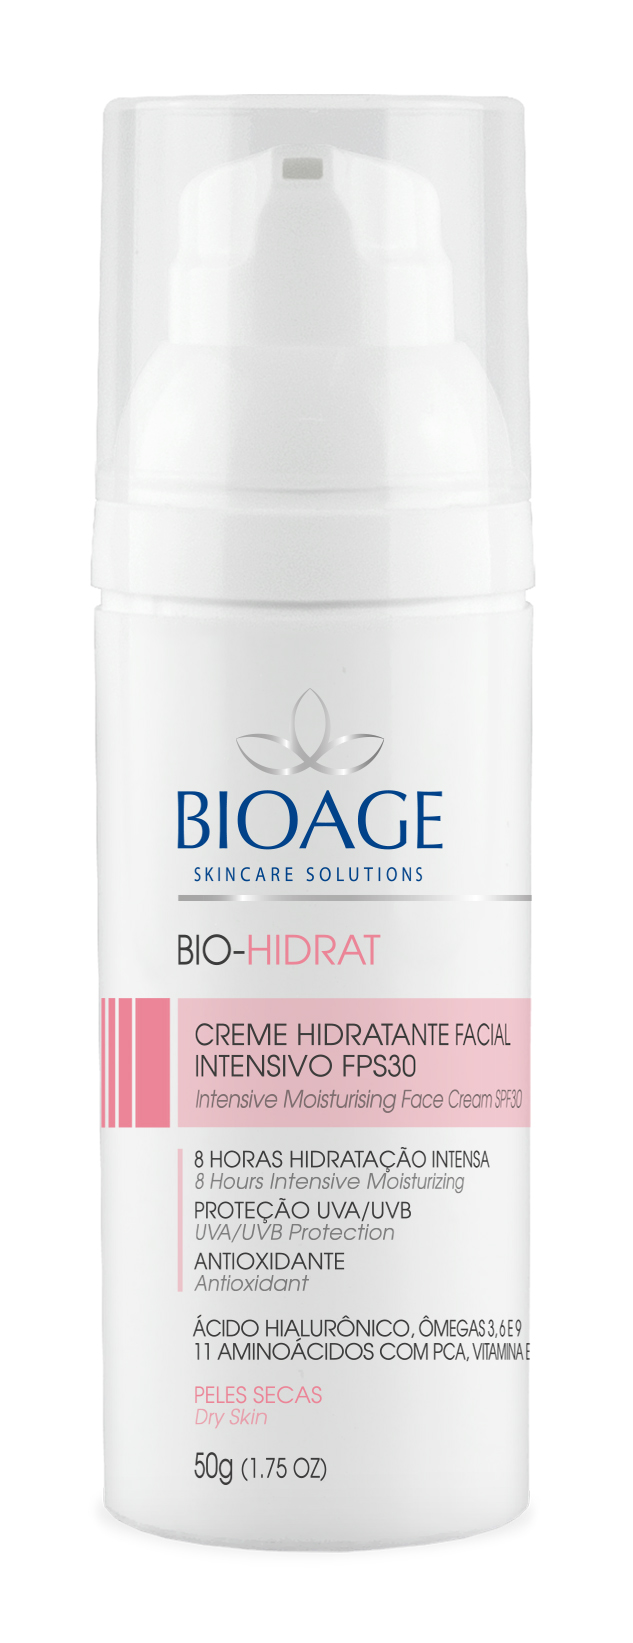 BIOAGE
SKINCARE SOLUTIONS
BIO-HIDRAT
CREME HIDRATANTE FACIAL
INTENSIVO FPS30
Intensive Moisturising Face Cream SPF30
8 HORAS HIDRATAÇÃO INTENSA
8 Hours Intensive Moisturizing
PROTEÇÃO UVA/UVB
UVA/UVB Protection
ANTIOXIDANTE
Antioxidant
ÁCIDO HIALURÔNICO, ÔMEGAS 3, 6 E 9
11 AMINOÁCIDOS COM PCA, VITAMINA E
PELES SECAS
Dry Skin
50g (1.75 OZ)